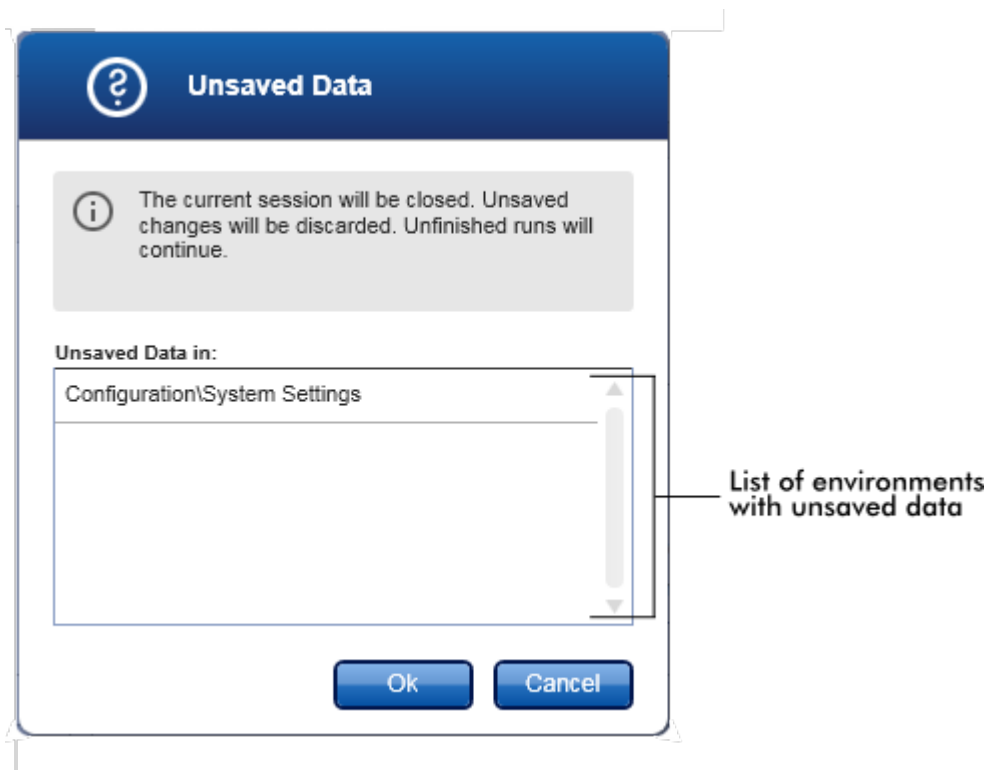 Unsaved Data
The current session will be closed. Unsaved
changes will be discarded. Unfinished runs will
continue.
Unsaved Data in:
Configuration\System Settings
List of environments
with unsaved data
Ok
Cancel